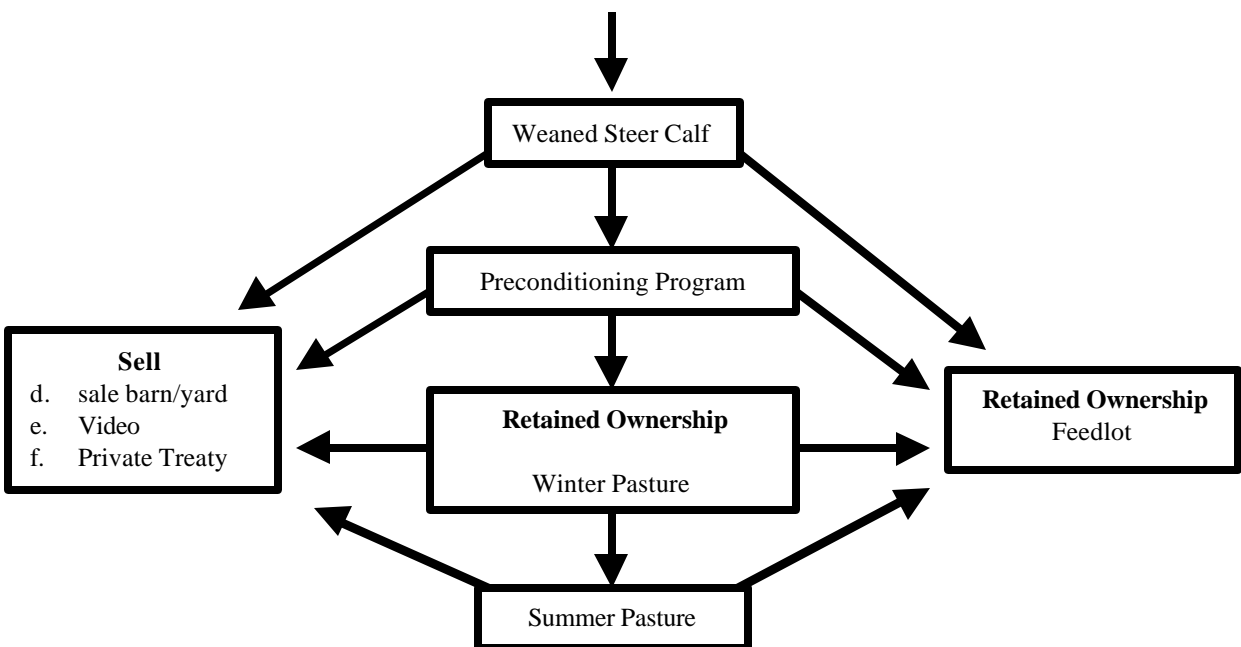 Weaned Steer Calf
Preconditioning Program
Sell
d. sale barn/yard
e. Video
f. Private Treaty
Retained Ownership
Winter Pasture
Retained Ownership
Feedlot
Summer Pasture